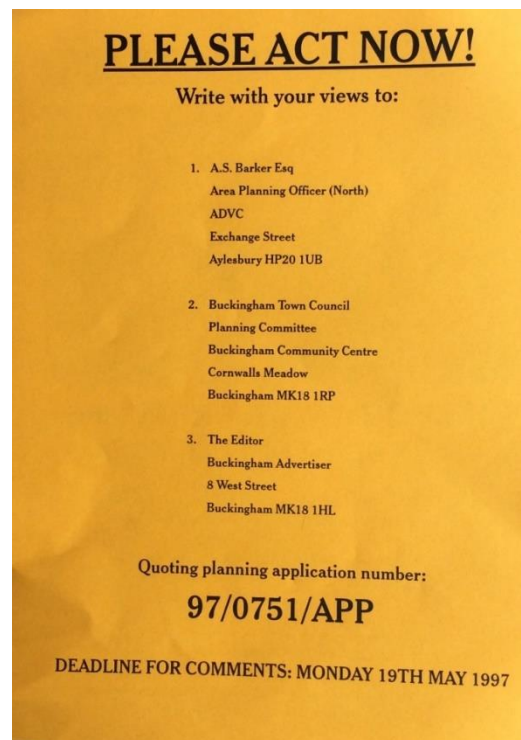 PLEASE ACT NOW!
Write with your views to:
1. A.S. Barker Esq
Area Planning Officer (North)
ADVC
Exchange Street
Aylesbury HP20 1UB
2. Buckingham Town Council
Planning Committee
Buckingham Community Centre
Cornwalls Meadow
Buckingham MK18 1RP
3. The Editor
Buckingham Advertiser
8 West Street
Buckingham MK18 1HL
Quoting planning application number:
97/0751/APP
DEADLINE FOR COMMENTS: MONDAY 19TH MAY 1997